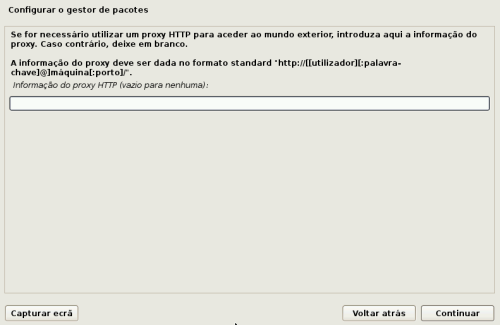 Configurar o gestor de pacotes
Se for necessário utilizar um proxy HTTP para aceder ao mundo exterior, introduza aqui a informação do
proxy. Caso contrário, deixe em branco.
A informação do proxy deve ser dada no formato standard "http://[[utilizador][:palavra-
chave]@]máquina[:porto]/".
Informação do proxy HTTP (vazio para nenhuma):
Capturar ecrã
Voltar atrás
Continuar